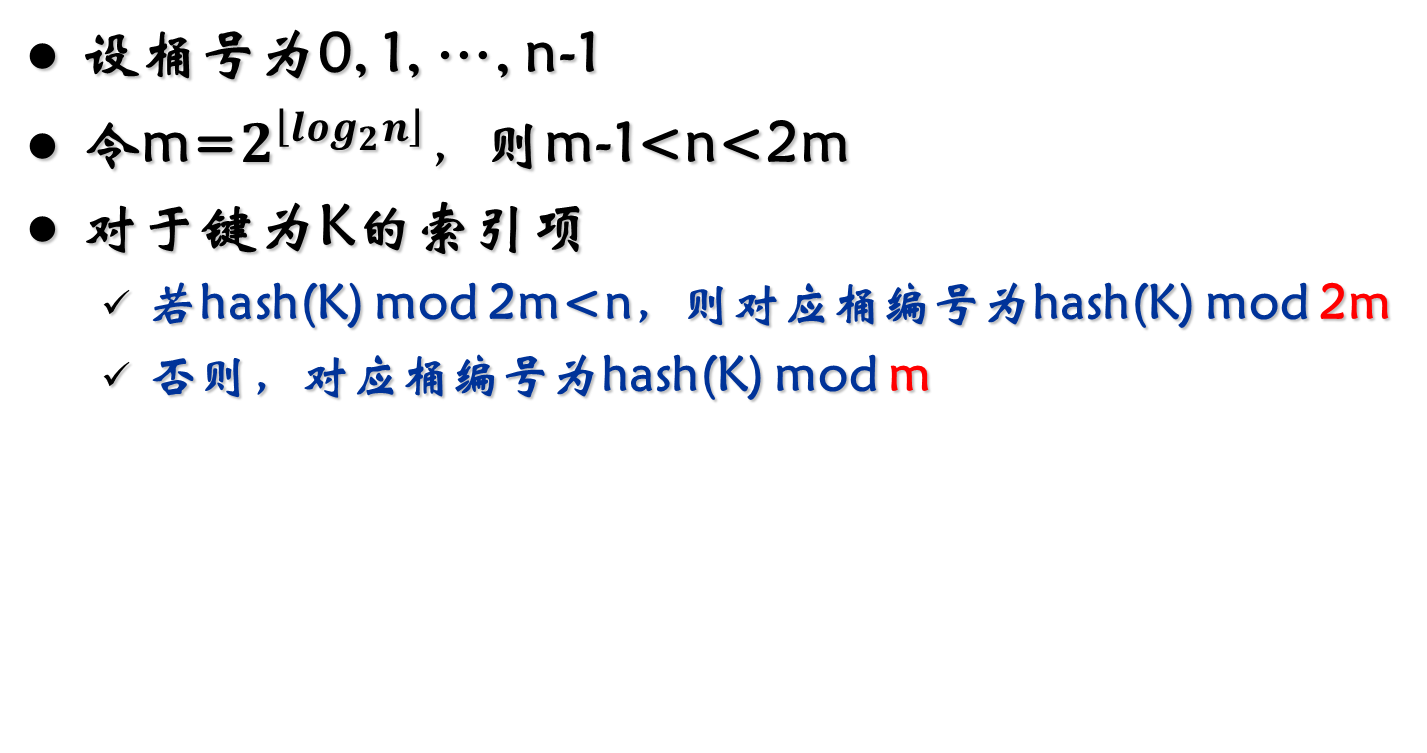 ● 设桶号为0, 1, ⋯, n-1
● 令m=2^{⌊log₂n⌋}，则m-1<n<2m
● 对于键为K的索引项
✓ 若hash(K) mod 2m<n，则对应桶编号为hash(K) mod 2m
✓ 否则，对应桶编号为hash(K) mod m